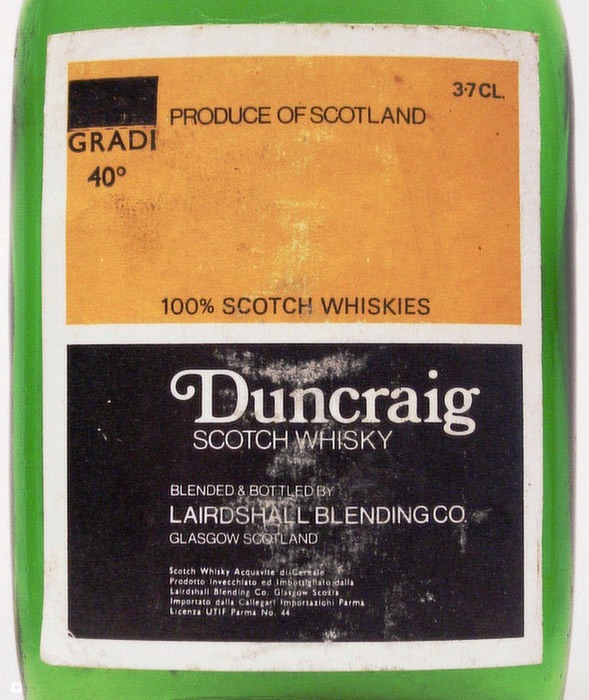 3·7CL.
PRODUCE OF SCOTLAND
GRADI
40°
100% SCOTCH WHISKIES
Duncraig
SCOTCH WHISKY
BLENDED & BOTTLED BY
LAIRDSHALL BLENDING CO.
GLASGOW SCOTLAND
Scotch Whisky Acquavite di Cereale
Prodotto Invecchiato ed Imbottigliato dalla
Lairdshall Blending Co. Glasgow Scozia
Importato dalla Callegari Importazioni Parma
Licenza UTIF Parma No. 44